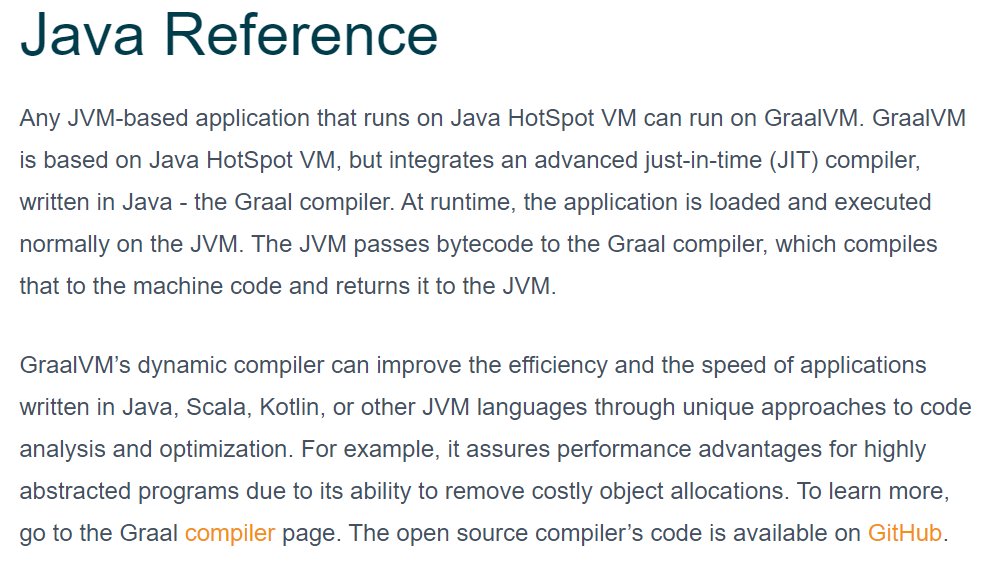 Java Reference
Any JVM-based application that runs on Java HotSpot VM can run on GraalVM. GraalVM
is based on Java HotSpot VM, but integrates an advanced just-in-time (JIT) compiler,
written in Java - the Graal compiler. At runtime, the application is loaded and executed
normally on the JVM. The JVM passes bytecode to the Graal compiler, which compiles
that to the machine code and returns it to the JVM.
GraalVM’s dynamic compiler can improve the efficiency and the speed of applications
written in Java, Scala, Kotlin, or other JVM languages through unique approaches to code
analysis and optimization. For example, it assures performance advantages for highly
abstracted programs due to its ability to remove costly object allocations. To learn more,
go to the Graal compiler page. The open source compiler’s code is available on GitHub.